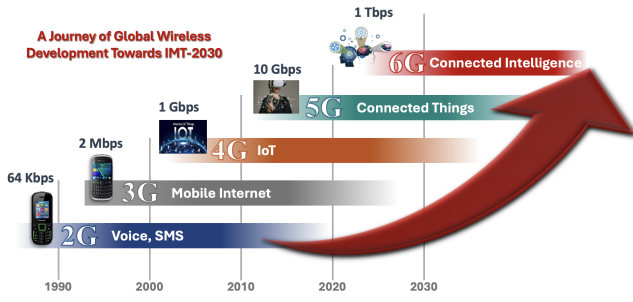 A Journey of Global Wireless
Development Towards IMT-2030
1 Tbps
6G Connected Intelligence
10 Gbps
5G Connected Things
1 Gbps
IOT
4G IoT
2 Mbps
3G Mobile Internet
64 Kbps
2G Voice, SMS
1990 2000 2010 2020 2030